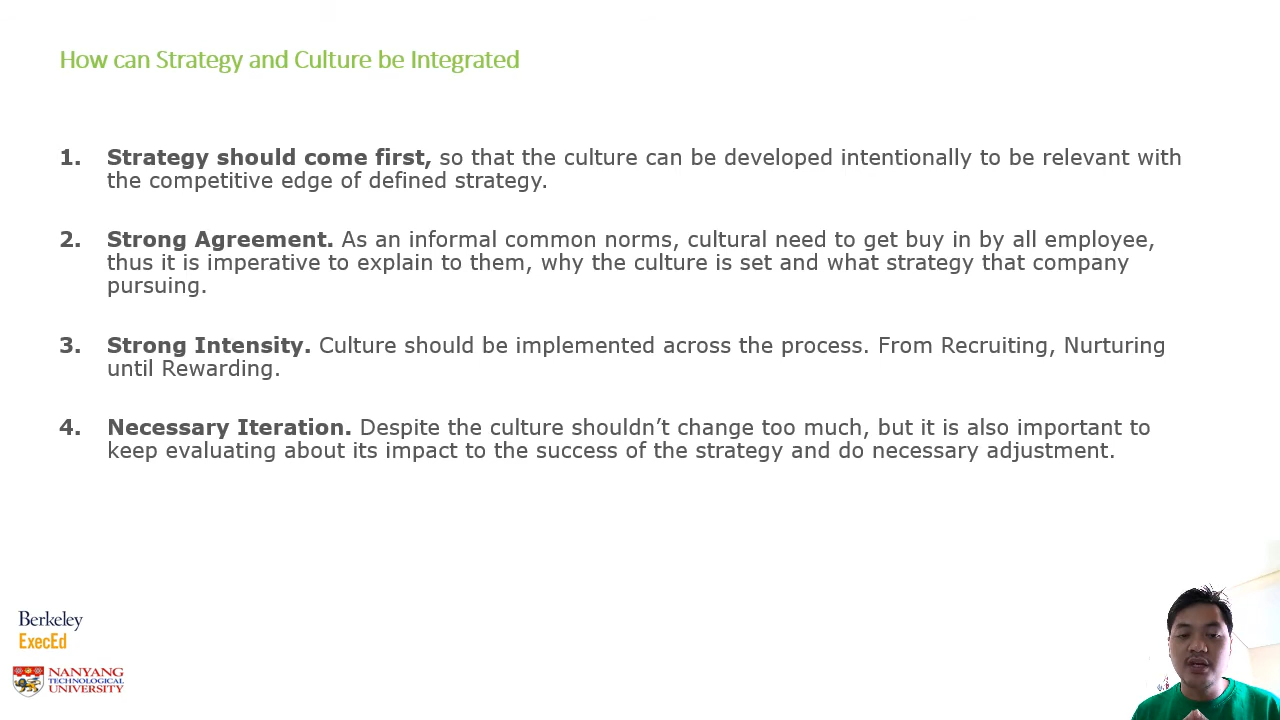 How can Strategy and Culture be Integrated
1. Strategy should come first, so that the culture can be developed intentionally to be relevant with
the competitive edge of defined strategy.
2. Strong Agreement. As an informal common norms, cultural need to get buy in by all employee,
thus it is imperative to explain to them, why the culture is set and what strategy that company
pursuing.
3. Strong Intensity. Culture should be implemented across the process. From Recruiting, Nurturing
until Rewarding.
4. Necessary Iteration. Despite the culture shouldn’t change too much, but it is also important to
keep evaluating about its impact to the success of the strategy and do necessary adjustment.
Berkeley
ExecEd
NANYANG
TECHNOLOGICAL
UNIVERSITY